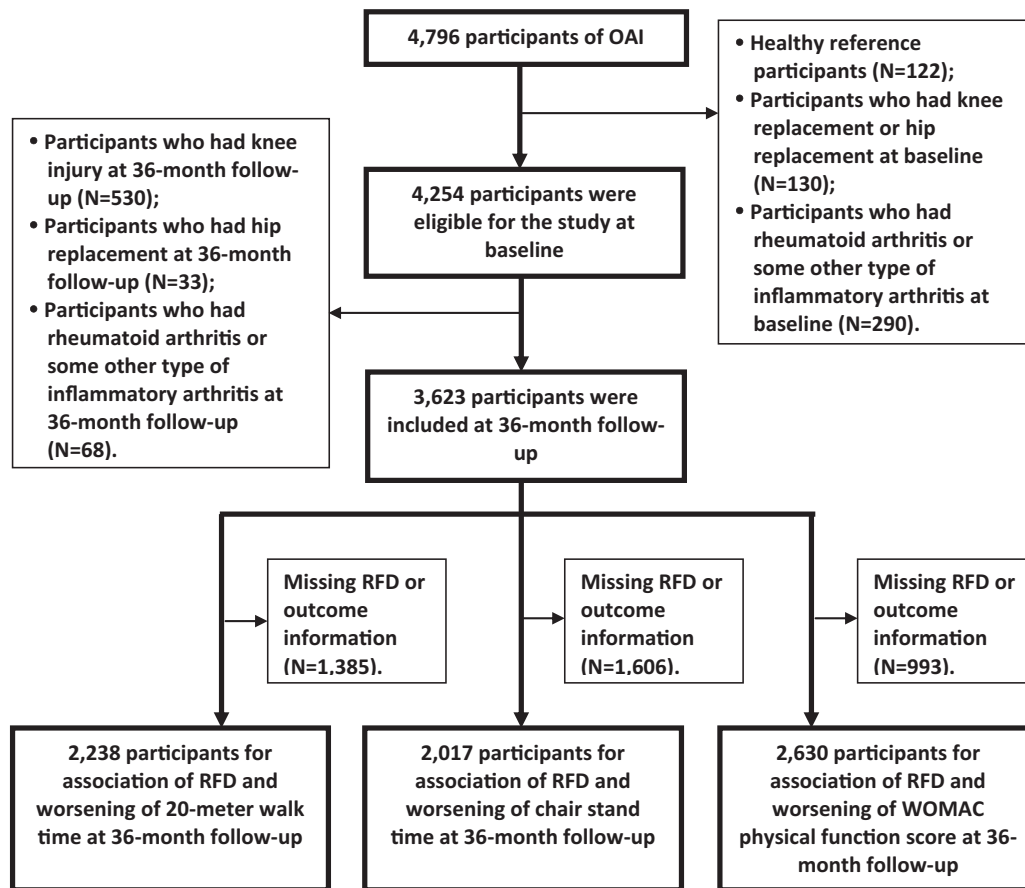 4,796 participants of OAI
• Healthy reference
participants (N=122);
• Participants who had knee
replacement or hip
replacement at baseline
(N=130);
• Participants who had
rheumatoid arthritis or
some other type of
inflammatory arthritis at
baseline (N=290).
• Participants who had knee
injury at 36-month follow-
up (N=530);
• Participants who had hip
replacement at 36-month
follow-up (N=33);
• Participants who had
rheumatoid arthritis or
some other type of
inflammatory arthritis at
36-month follow-up
(N=68).
4,254 participants were
eligible for the study at
baseline
3,623 participants were
included at 36-month follow-
up
Missing RFD or
outcome
information
(N=1,385).
Missing RFD or
outcome
information
(N=1,606).
Missing RFD or
outcome
information
(N=993).
2,238 participants for
association of RFD and
worsening of 20-meter walk
time at 36-month follow-up
2,017 participants for
association of RFD and
worsening of chair stand
time at 36-month follow-up
2,630 participants for
association of RFD and
worsening of WOMAC
physical function score at 36-
month follow-up